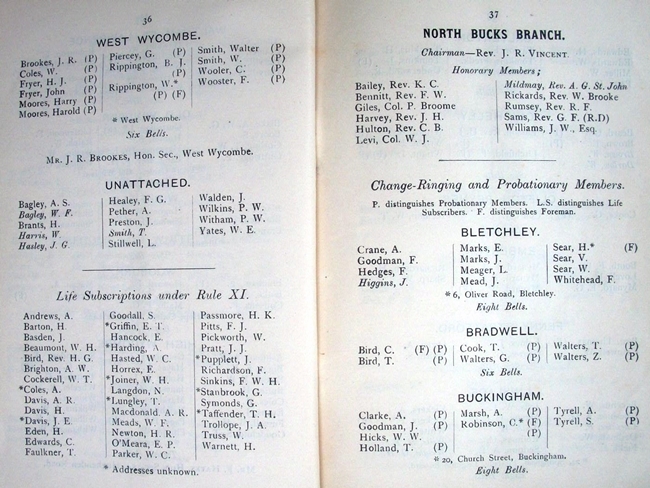 36
WEST WYCOMBE.
Brookes, J. R. (P)
Coles, W. (P)
Fryer, H. J. (P)
Fryer, John (P)
Moores, Harry (P)
Moores, Harold (P)
Piercey, G. (P)
Rippington, B. J.
(P)
Rippington, W.*
(P) (F)
Smith, Walter (P)
Smith, W. (P)
Wooler, C. (P)
Wooster, F. (P)
* West Wycombe.
Six Bells.
MR. J. R. BROOKES, Hon. Sec., West Wycombe.
UNATTACHED.
Bagley, A. S.
Bagley, W. F.
Brants, H.
Harris, W.
Hasley, J. G.
Healey, F. G.
Pether, A.
Preston, J.
Smith, T.
Stillwell, L.
Walden, J.
Wilkins, P. W.
Witham, P. W.
Yates, W. E.
Life Subscriptions under Rule XI.
Andrews, A.
Barton, H.
Basden, J.
Beaumont, W. H.
Bird, Rev. H. G.
Brighton, A. W.
Cockerell, W. T.
*Coles, A.
Davis, A. R.
Davis, H.
*Davis, J. E.
Eden, H.
Edwards, C.
Faulkner, T.
Goodall, S.
*Griffin, E. T.
Hancock, E.
*Harding, A.
Hasted, W. C.
Horrex, E.
*Joiner, W. H.
Langdon, N.
*Lungley, T.
Macdonald, A. R.
Meads, W. F.
Newton, H. R.
O'Meara, E. P.
Parker, W. C.
Passmore, H. K.
Pitts, F. J.
Pickworth, W.
Pratt, J. J.
*Pupplett, J.
Richardson, F.
Sinkins, F. W. H.
*Stanbrook, G.
Symonds, G.
*Taffender, T. H.
Trollope, J. A.
Truss, W.
Warnett, H.
* Addresses unknown.
37
NORTH BUCKS BRANCH.
Chairman—REV. J. R. VINCENT.
Honorary Members;
Bailey, Rev. K. C.
Bennitt, Rev. F. W.
Giles, Col. P. Broome
Harvey, Rev. J. H.
Hulton, Rev. C. B.
Levi, Col. W. J.
Mildmay, Rev. A. G. St. John
Rickards, Rev. W. Brooke
Rumsey, Rev. R. F.
Sams, Rev. G. F. (R.D)
Williams, J. W., Esq.
Change-Ringing and Probationary Members.
P. distinguishes Probationary Members. L.S. distinguishes Life
Subscribers. F. distinguishes Foreman.
BLETCHLEY.
Crane, A.
Goodman, F.
Hedges, F.
Higgins, J.
Marks, E.
Marks, J.
Meager, L.
Mead, J.
Sear, H.* (F)
Sear, V.
Sear, W.
Whitehead, F.
* 6, Oliver Road, Bletchley.
Eight Bells.
BRADWELL.
Bird, C. (F) (P)
Bird, T. (P)
Cook, T. (P)
Walters, G. (P)
Walters, T. (P)
Walters, Z. (P)
Six Bells.
BUCKINGHAM.
Clarke, A. (P)
Goodman, J. (P)
Hicks, W. W.
Holland, T. (P)
Marsh, A. (P)
Robinson, C.* (F)
(P)
Tyrell, A. (P)
Tyrell, S. (P)
* 20, Church Street, Buckingham.
Eight Bells.